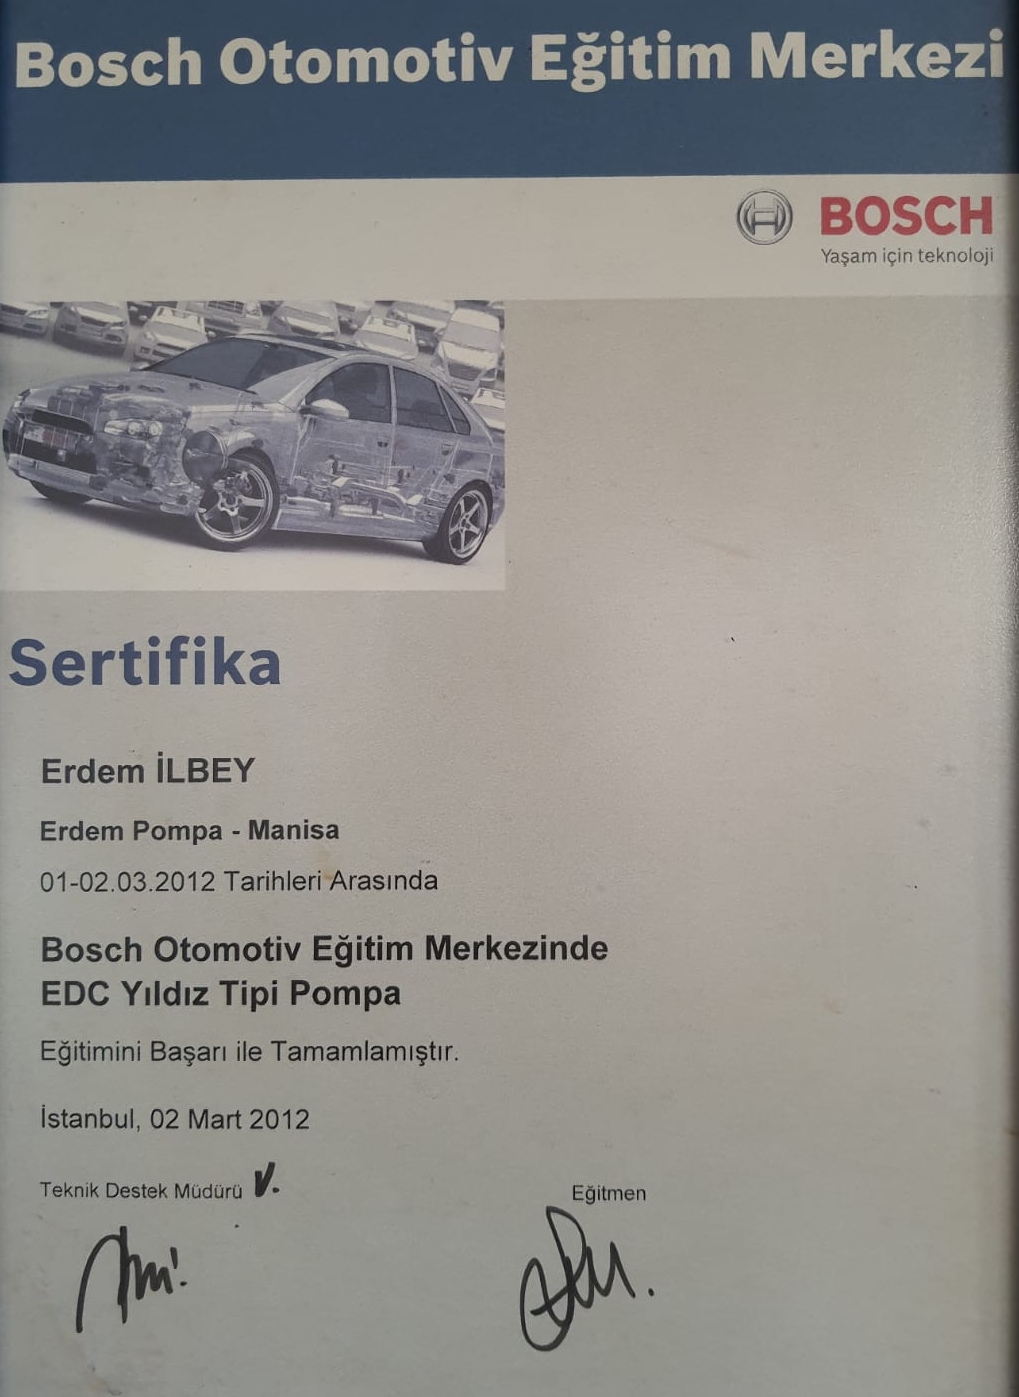 Bosch Otomotiv Eğitim Merkezi
BOSCH
Yaşam için teknoloji
Sertifika
Erdem İLBEY
Erdem Pompa - Manisa
01-02.03.2012 Tarihleri Arasında
Bosch Otomotiv Eğitim Merkezinde
EDC Yıldız Tipi Pompa
Eğitimini Başarı ile Tamamlamıştır.
İstanbul, 02 Mart 2012
Teknik Destek Müdürü V.
Eğitmen